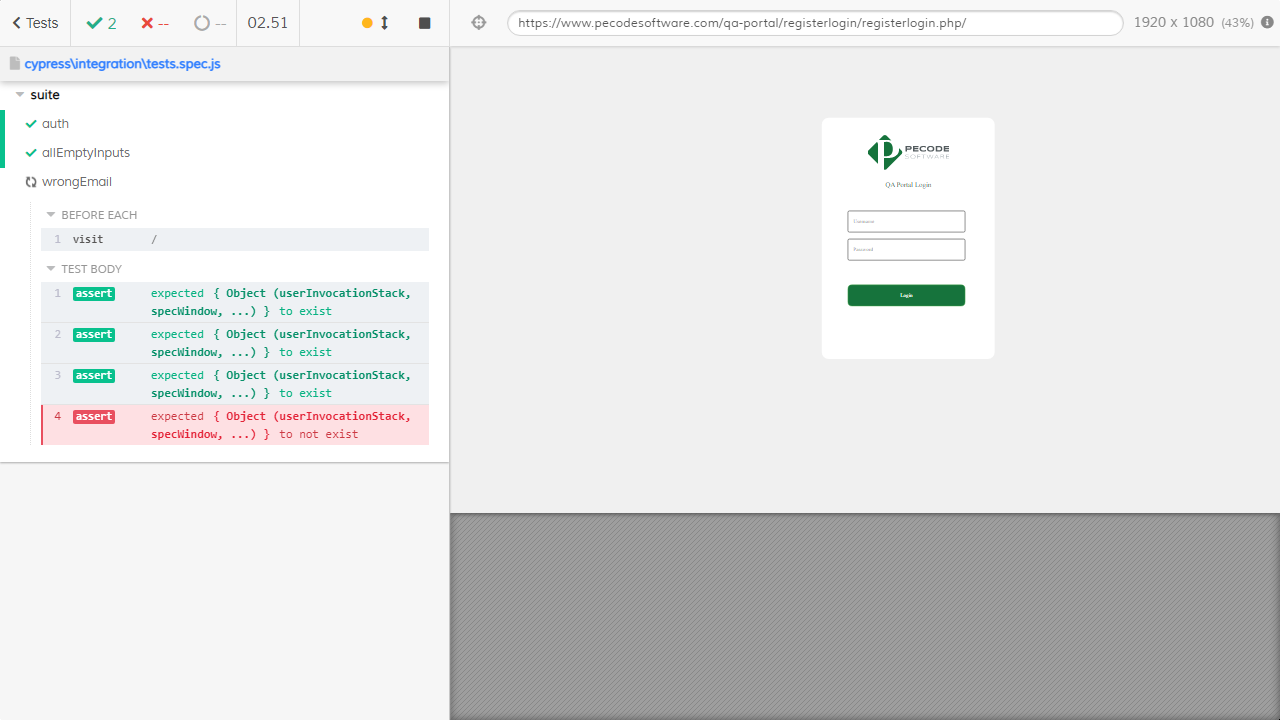 Tests 2 -- -- 02.51
https://www.pecodesoftware.com/qa-portal/registerlogin/registerlogin.php/ 1920 x 1080 (43%)
cypress\integration\tests.spec.js
suite
auth
allEmptyInputs
wrongEmail
BEFORE EACH
1 visit /
TEST BODY
1 assert expected { Object (userInvocationStack,
specWindow, ...) } to exist
2 assert expected { Object (userInvocationStack,
specWindow, ...) } to exist
3 assert expected { Object (userInvocationStack,
specWindow, ...) } to exist
4 assert expected { Object (userInvocationStack,
specWindow, ...) } to not exist
PECODE
SOFTWARE
QA Portal Login
Username
Password
Login